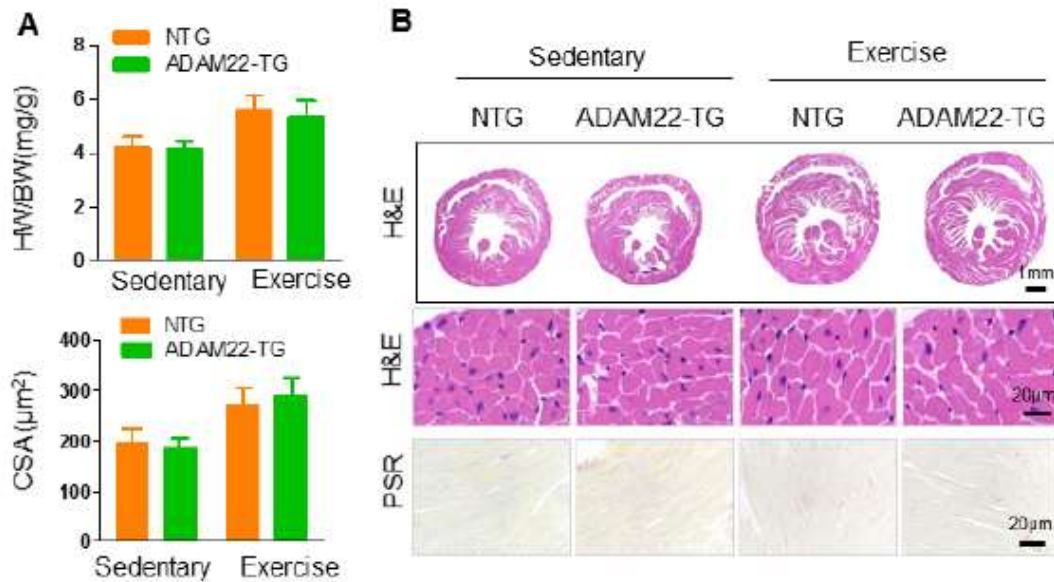 A
NTG
ADAM22-TG
8
6
4
2
0
HW/BW(mg/g)
Sedentary Exercise
NTG
ADAM22-TG
400
300
200
100
0
CSA(µm²)
Sedentary Exercise
B
Sedentary Exercise
NTG ADAM22-TG NTG ADAM22-TG
H&E
1mm
H&E
20µm
PSR
20µm